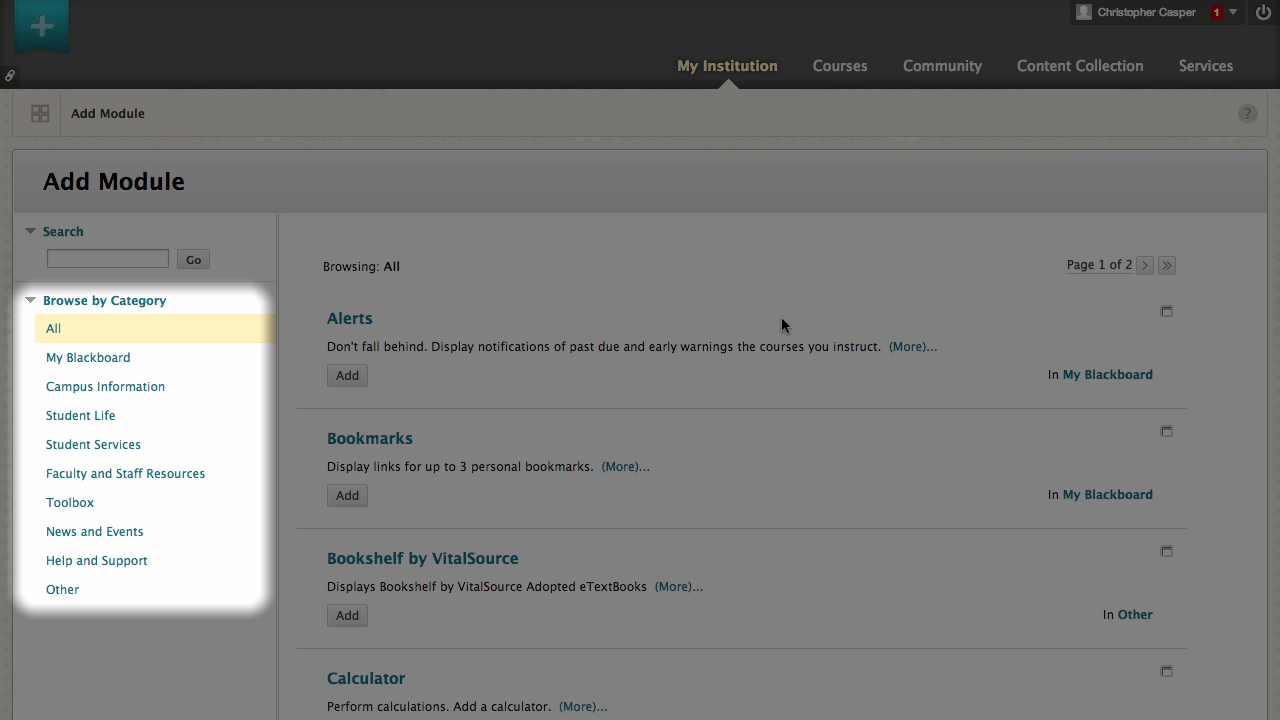 Christopher Casper 1
My Institution Courses Community Content Collection Services
Add Module ?
Add Module
Search
Go
Browse by Category
All
My Blackboard
Campus Information
Student Life
Student Services
Faculty and Staff Resources
Toolbox
News and Events
Help and Support
Other
Browsing: All
Page 1 of 2 > >>
Alerts
Don't fall behind. Display notifications of past due and early warnings the courses you instruct. (More)...
Add
In My Blackboard
Bookmarks
Display links for up to 3 personal bookmarks. (More)...
Add
In My Blackboard
Bookshelf by VitalSource
Displays Bookshelf by VitalSource Adopted eTextBooks (More)...
Add
In Other
Calculator
Perform calculations. Add a calculator. (More)...